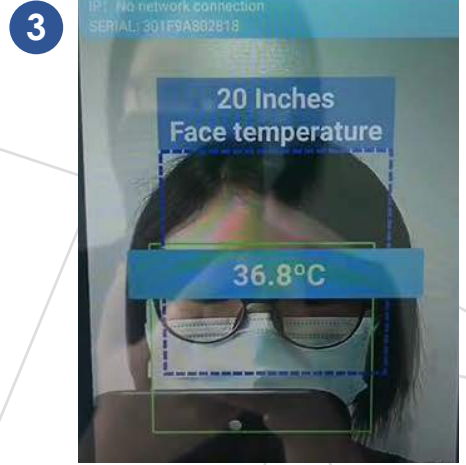 3
IP: No network connection
SERIAL: 301F9A802818
20 Inches
Face temperature
36.8°C